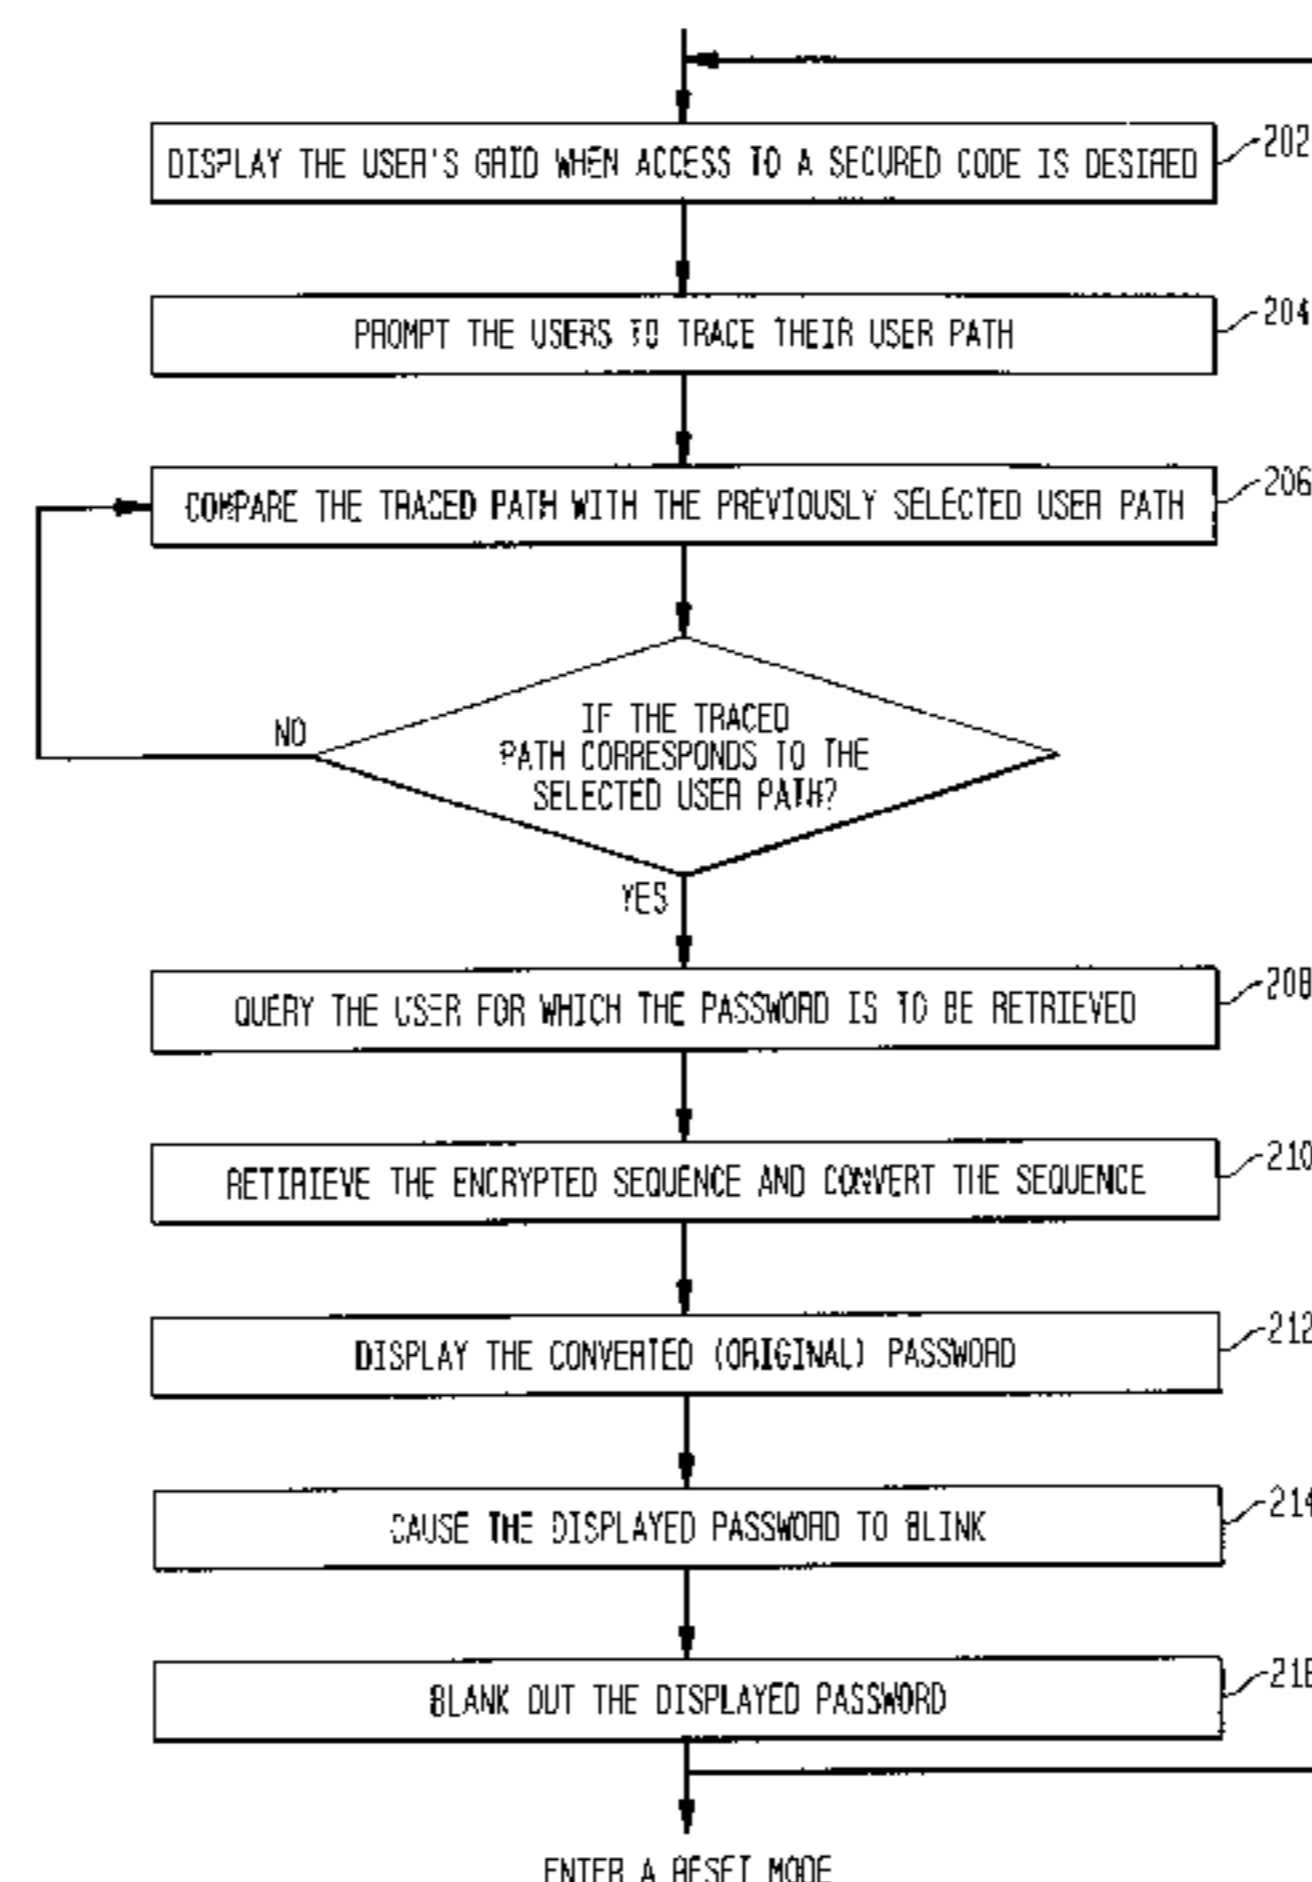 DISPLAY THE USER'S GRID WHEN ACCESS TO A SECURED CODE IS DESIRED
202
PROMPT THE USERS TO TRACE THEIR USER PATH
204
COMPARE THE TRACED PATH WITH THE PREVIOUSLY SELECTED USER PATH
206
IF THE TRACED
PATH CORRESPONDS TO THE
SELECTED USER PATH?
NO
YES
QUERY THE USER FOR WHICH THE PASSWORD IS TO BE RETRIEVED
208
RETIRIEVE THE ENCRYPTED SEQUENCE AND CONVERT THE SEQUENCE
210
DISPLAY THE CONVERTED (ORIGINAL) PASSWORD
212
CAUSE THE DISPLAYED PASSWORD TO BLINK
214
BLANK OUT THE DISPLAYED PASSWORD
ENTER A RESET MODE